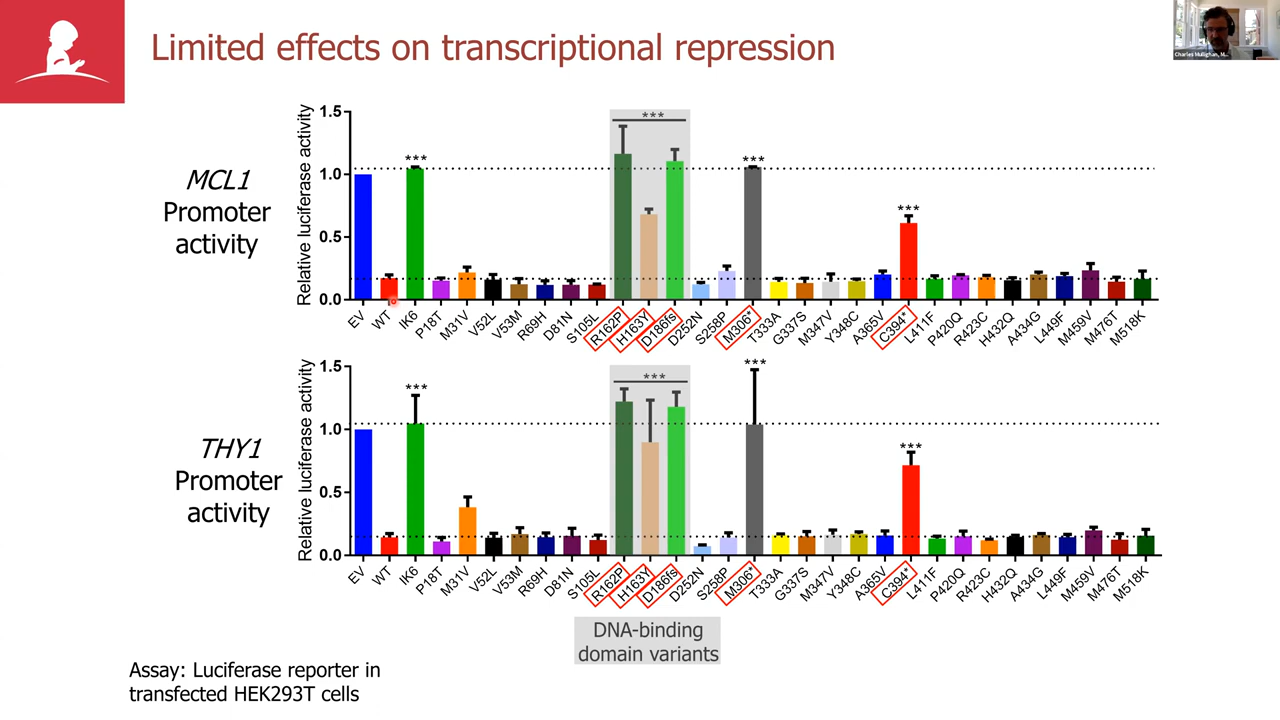 Limited effects on transcriptional repression
Charles Mullighan, M...
MCL1
Promoter
activity
Relative luciferase activity
1.5
1.0
0.5
0.0
***
***
***
***
EV
WT
IK6
P18T
M31V
V52L
V53M
R69H
D81N
S105L
R162P
H163Y
D186fs
D252N
S258P
M306*
T333A
G337S
M347V
Y348C
A365V
C394*
L411F
P420Q
R423C
H432Q
A434G
L449F
M459V
M476T
M518K
THY1
Promoter
activity
Relative luciferase activity
1.5
1.0
0.5
0.0
***
***
***
***
EV
WT
IK6
P18T
M31V
V52L
V53M
R69H
D81N
S105L
R162P
H163Y
D186fs
D252N
S258P
M306*
T333A
G337S
M347V
Y348C
A365V
C394*
L411F
P420Q
R423C
H432Q
A434G
L449F
M459V
M476T
M518K
DNA-binding
domain variants
Assay: Luciferase reporter in
transfected HEK293T cells